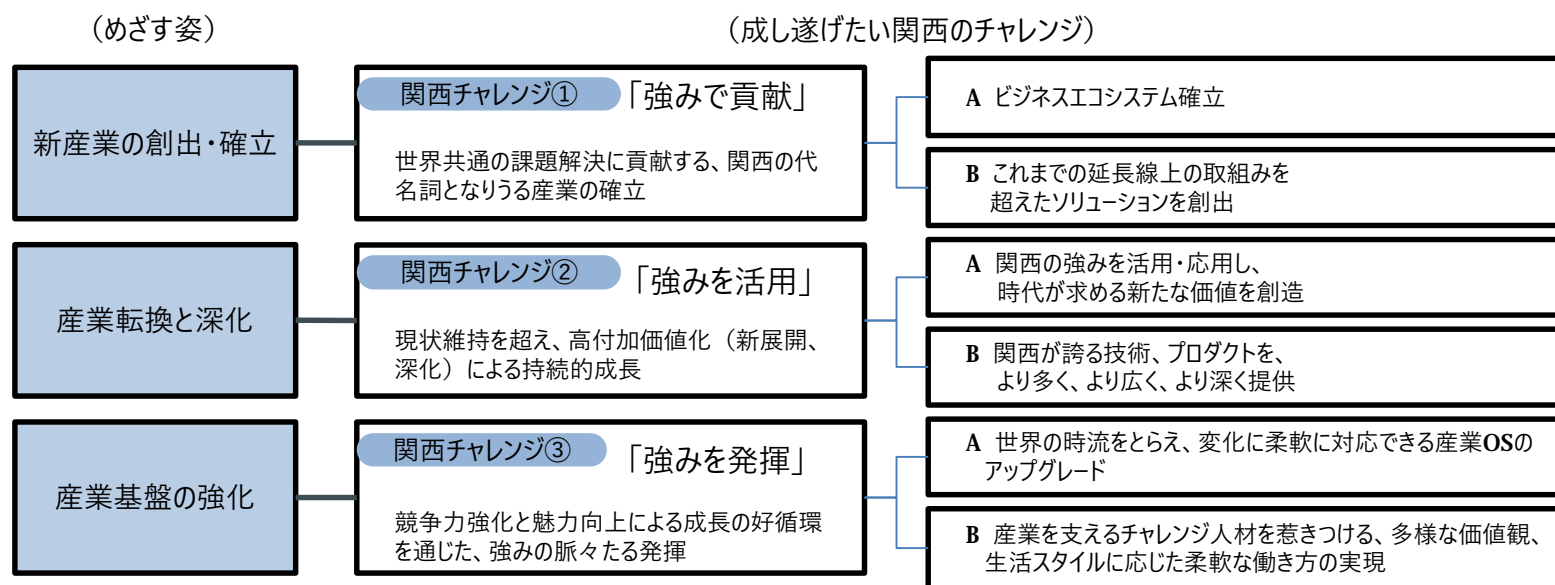 (めざす姿)
(成し遂げたい関西のチャレンジ)
新産業の創出・確立
関西チャレンジ① 「強みで貢献」
世界共通の課題解決に貢献する、関西の代
名詞となりうる産業の確立
A ビジネスエコシステム確立
B これまでの延長線上の取組みを
超えたソリューションを創出
産業転換と深化
関西チャレンジ② 「強みを活用」
現状維持を超え、高付加価値化(新展開、
深化)による持続的成長
A 関西の強みを活用・応用し、
時代が求める新たな価値を創造
B 関西が誇る技術、プロダクトを、
より多く、より広く、より深く提供
産業基盤の強化
関西チャレンジ③ 「強みを発揮」
競争力強化と魅力向上による成長の好循環
を通じた、強みの脈々たる発揮
A 世界の時流をとらえ、変化に柔軟に対応できる産業OSの
アップグレード
B 産業を支えるチャレンジ人材を惹きつける、多様な価値観、
生活スタイルに応じた柔軟な働き方の実現